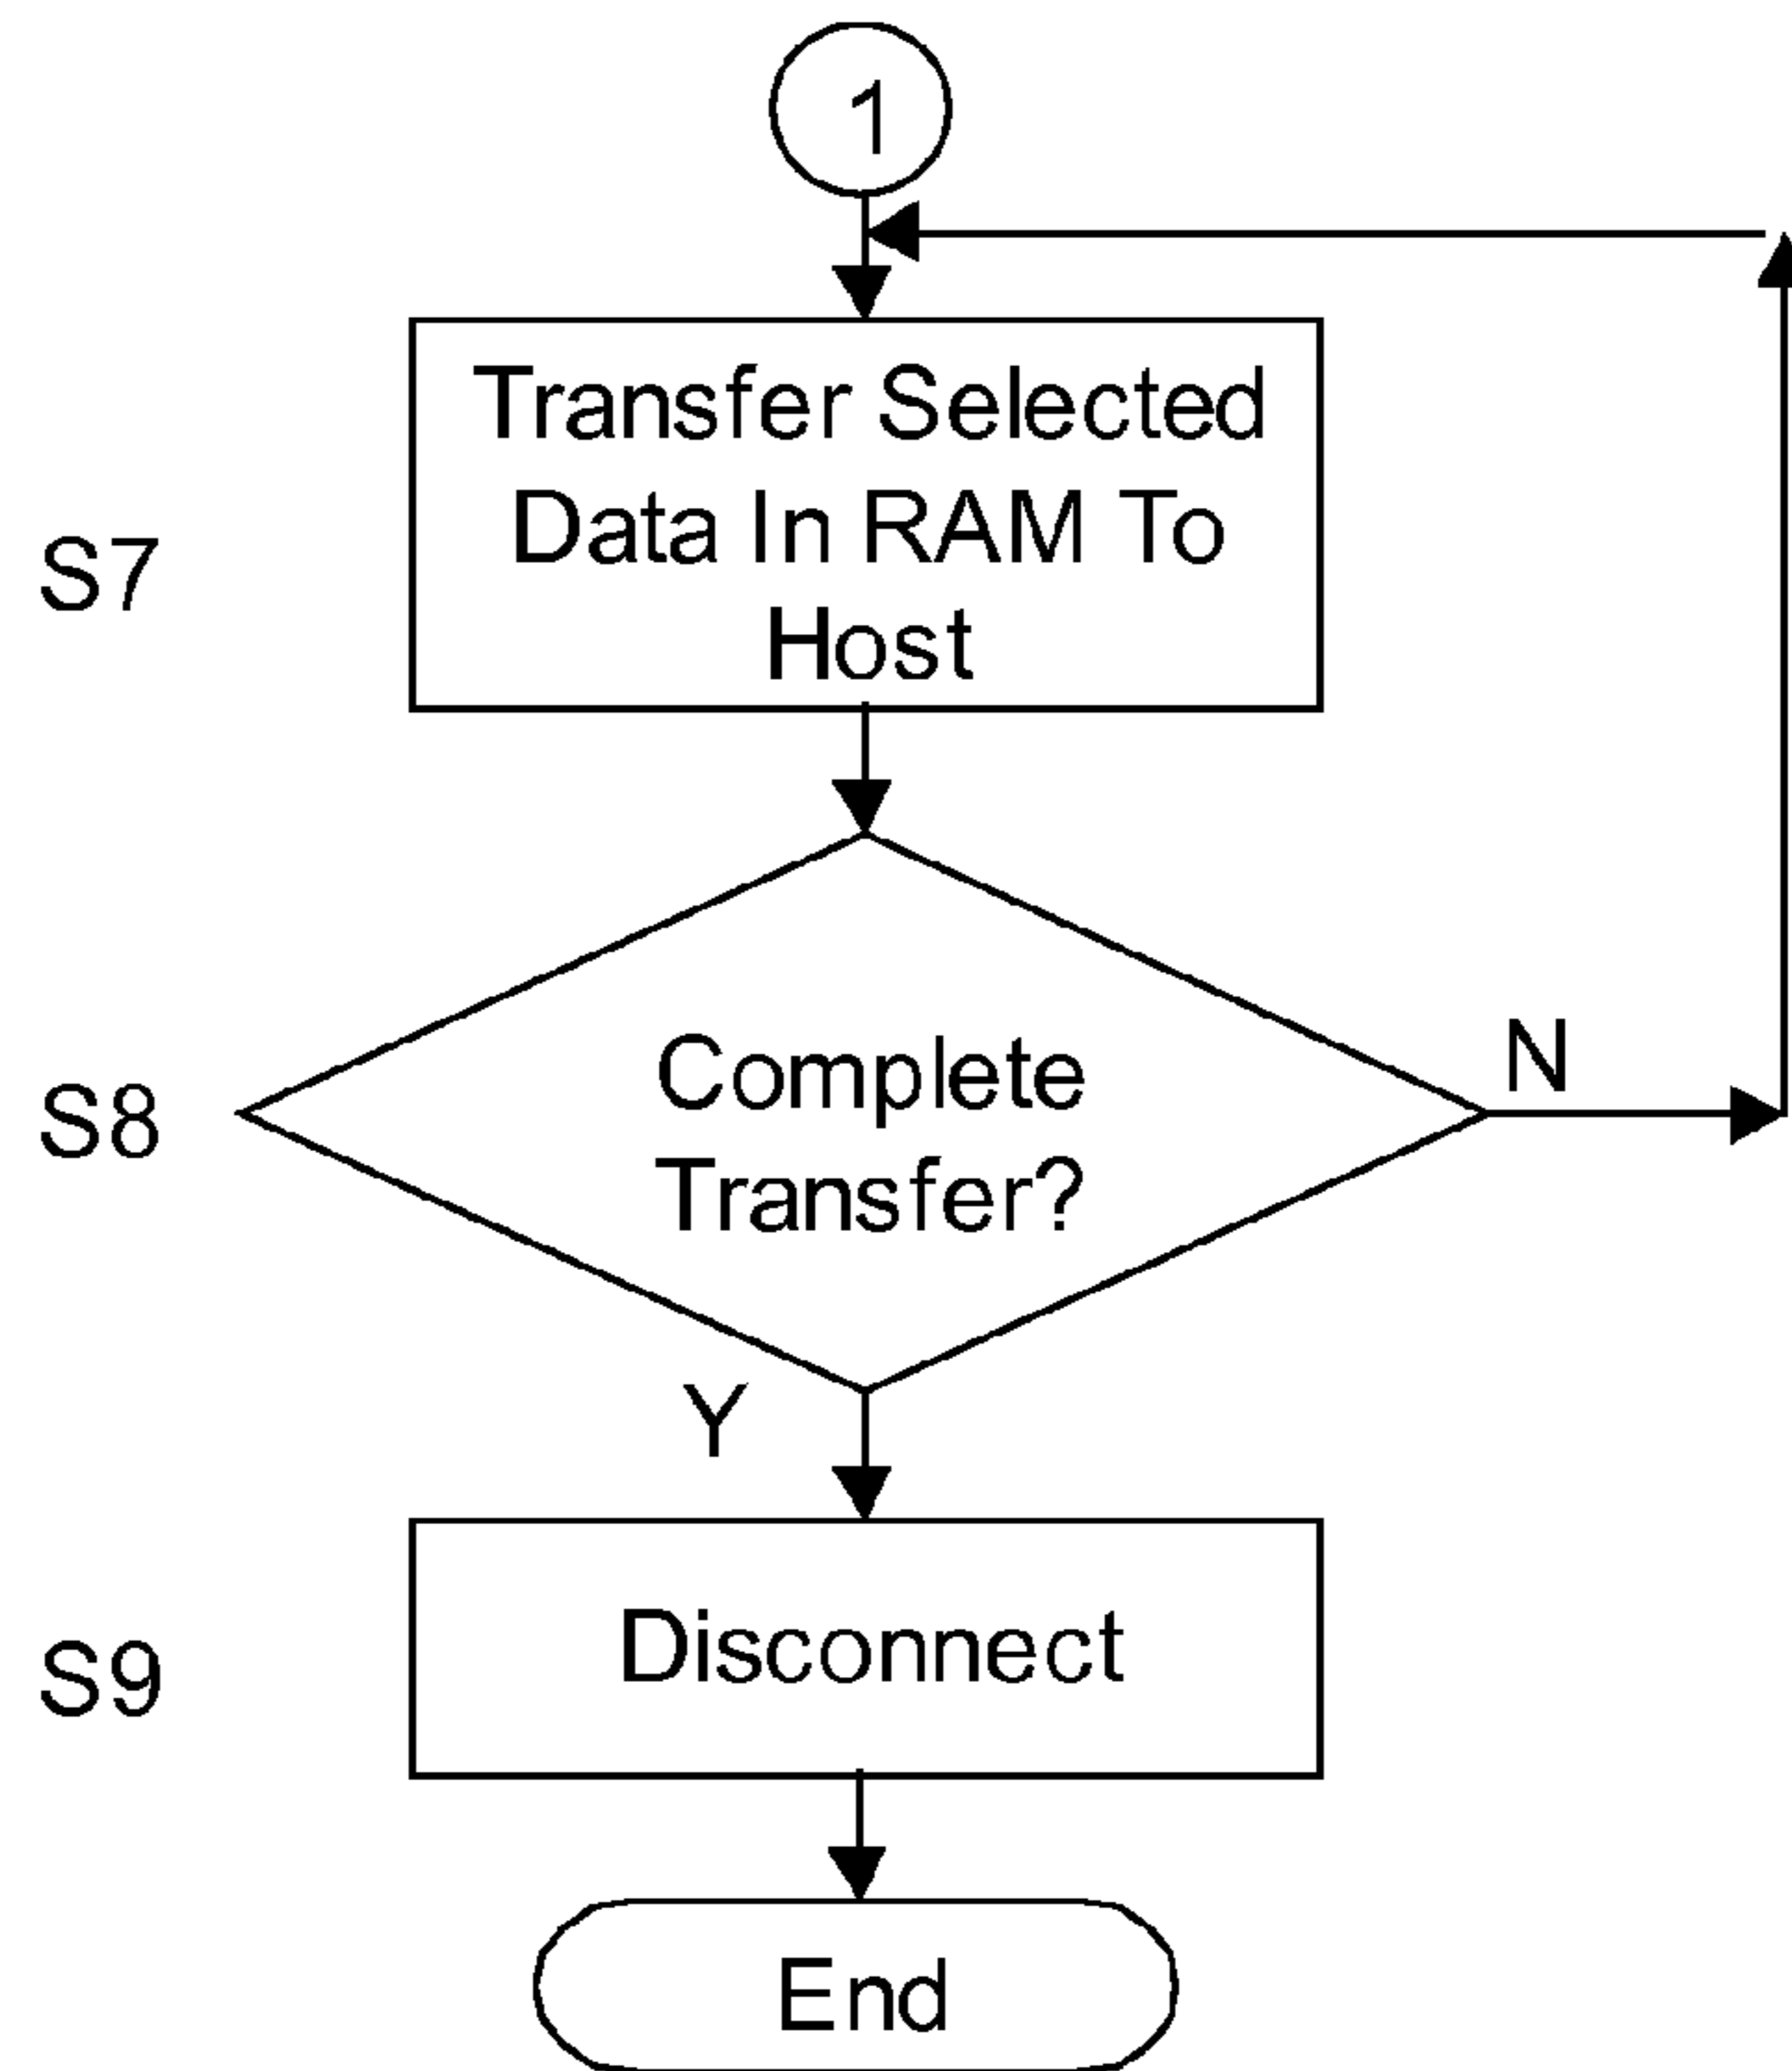 1
Transfer Selected
Data In RAM To
Host
S7
Complete
Transfer?
N
S8
Y
Disconnect
S9
End